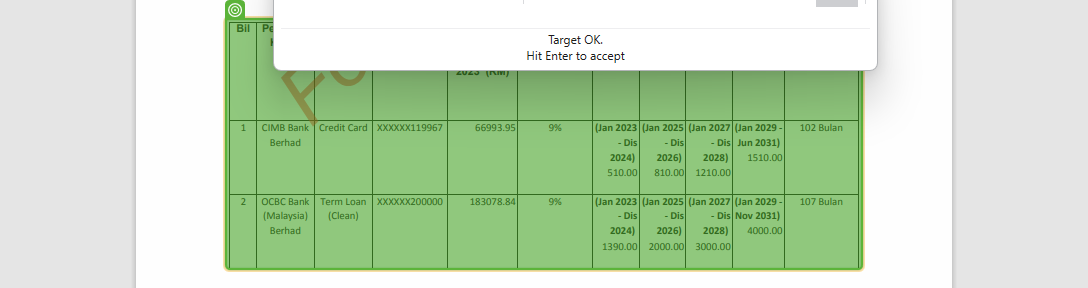 Target OK.
Hit Enter to accept
Bil
2023 (RM)
1 CIMB Bank Credit Card XXXXXX119967 66993.95 9% (Jan 2023 (Jan 2025 (Jan 2027 (Jan 2029 - 102 Bulan
Berhad - Dis - Dis - Dis Jun 2031)
2024) 2026) 2028) 1510.00
510.00 810.00 1210.00
2 OCBC Bank Term Loan XXXXXX200000 183078.84 9% (Jan 2023 (Jan 2025 (Jan 2027 (Jan 2029 - 107 Bulan
(Malaysia) (Clean) - Dis - Dis - Dis Nov 2031)
Berhad 2024) 2026) 2028) 4000.00
1390.00 2000.00 3000.00